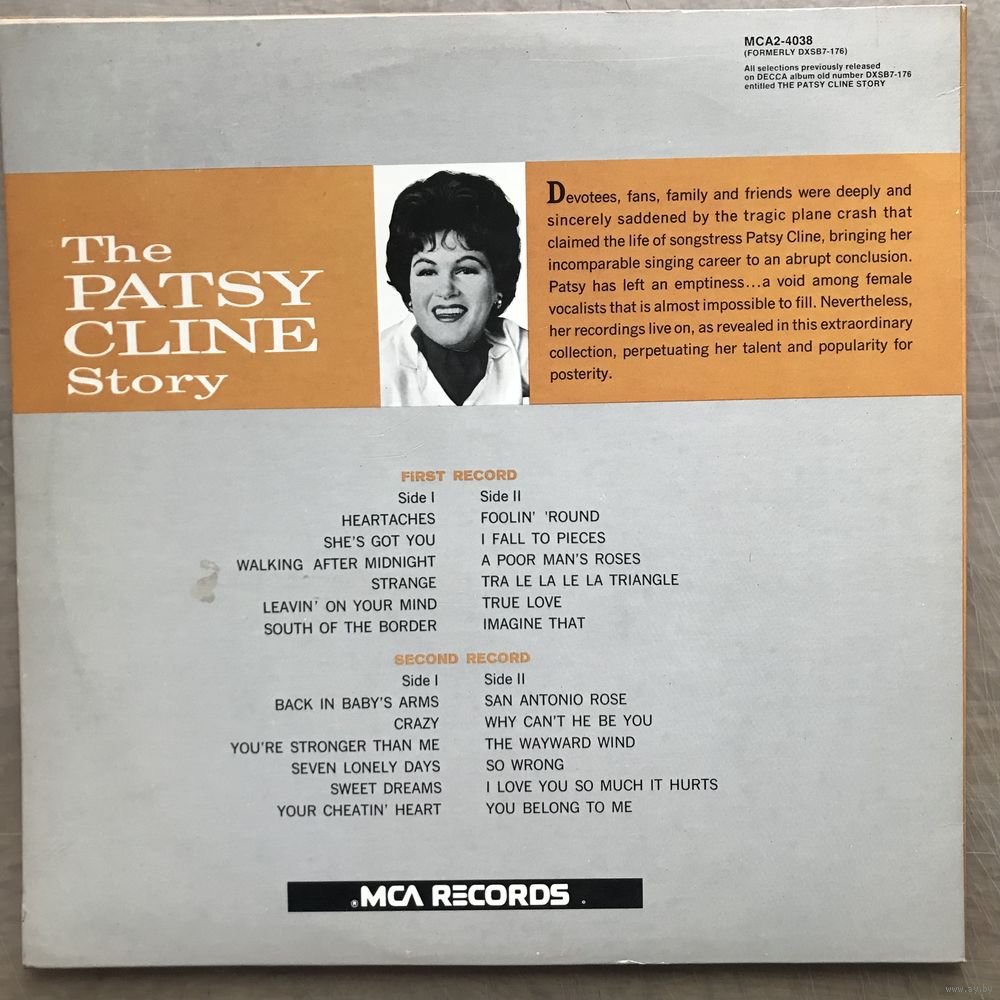 MCA2-4038
(FORMERLY DXSB7-176)
All selections previously released
on DECCA album old number DXSB7-176
entitled THE PATSY CLINE STORY
The
PATSY
CLINE
Story
Devotees, fans, family and friends were deeply and
sincerely saddened by the tragic plane crash that
claimed the life of songstress Patsy Cline, bringing her
incomparable singing career to an abrupt conclusion.
Patsy has left an emptiness...a void among female
vocalists that is almost impossible to fill. Nevertheless,
her recordings live on, as revealed in this extraordinary
collection, perpetuating her talent and popularity for
posterity.
FIRST RECORD
Side I
HEARTACHES
SHE'S GOT YOU
WALKING AFTER MIDNIGHT
STRANGE
LEAVIN' ON YOUR MIND
SOUTH OF THE BORDER
Side II
FOOLIN' 'ROUND
I FALL TO PIECES
A POOR MAN'S ROSES
TRA LE LA LE LA TRIANGLE
TRUE LOVE
IMAGINE THAT
SECOND RECORD
Side I
BACK IN BABY'S ARMS
CRAZY
YOU'RE STRONGER THAN ME
SEVEN LONELY DAYS
SWEET DREAMS
YOUR CHEATIN' HEART
Side II
SAN ANTONIO ROSE
WHY CAN'T HE BE YOU
THE WAYWARD WIND
SO WRONG
I LOVE YOU SO MUCH IT HURTS
YOU BELONG TO ME
®MCA RECORDS
www.ay.by